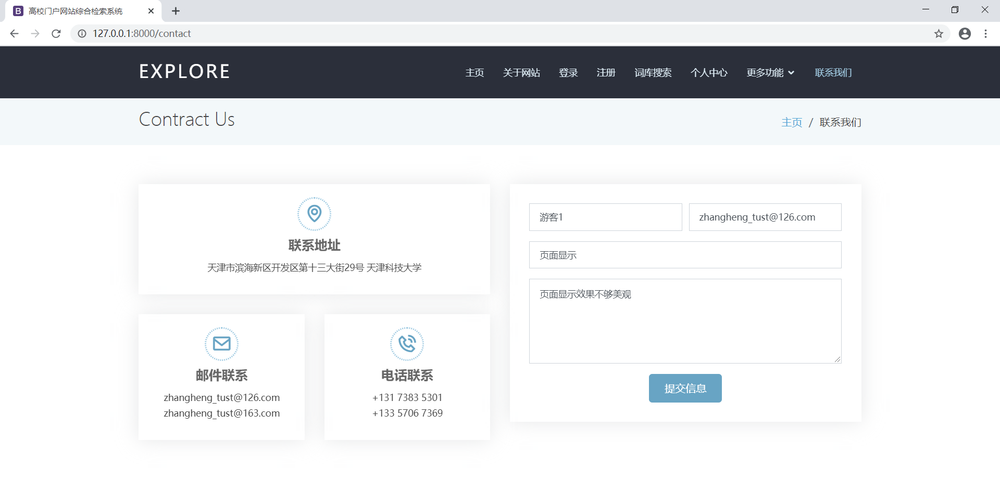 高校门户网站综合检索系统
127.0.0.1:8000/contact
EXPLORE
主页 关于网站 登录 注册 词库搜索 个人中心 更多功能 联系我们
Contract Us
主页 / 联系我们
联系地址
天津市滨海新区开发区第十三大街29号 天津科技大学
邮件联系
zhangheng_tust@126.com
zhangheng_tust@163.com
电话联系
+131 7383 5301
+133 5706 7369
游客1
zhangheng_tust@126.com
页面显示
页面显示效果不够美观
提交信息